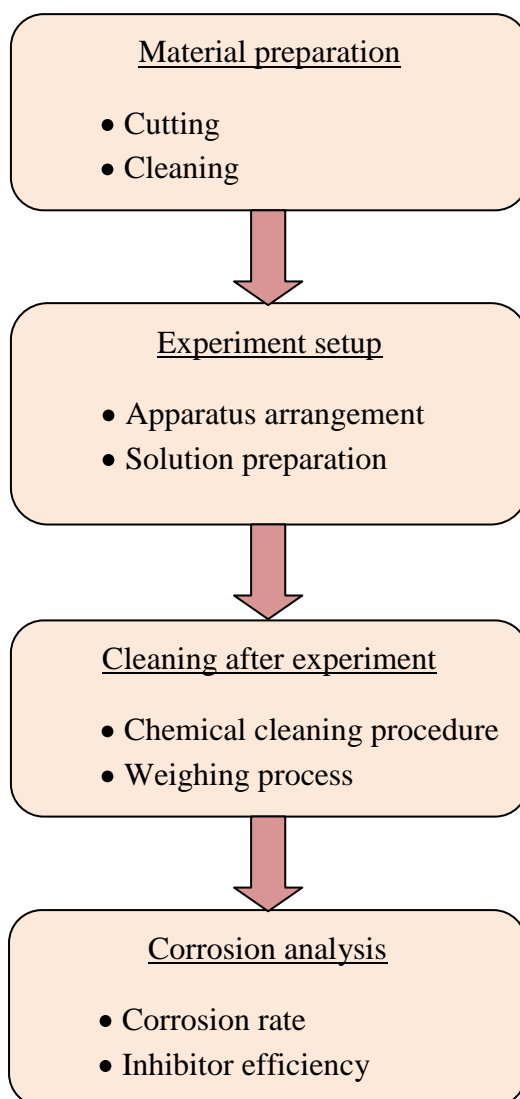 Material preparation
• Cutting
• Cleaning
Experiment setup
• Apparatus arrangement
• Solution preparation
Cleaning after experiment
• Chemical cleaning procedure
• Weighing process
Corrosion analysis
• Corrosion rate
• Inhibitor efficiency